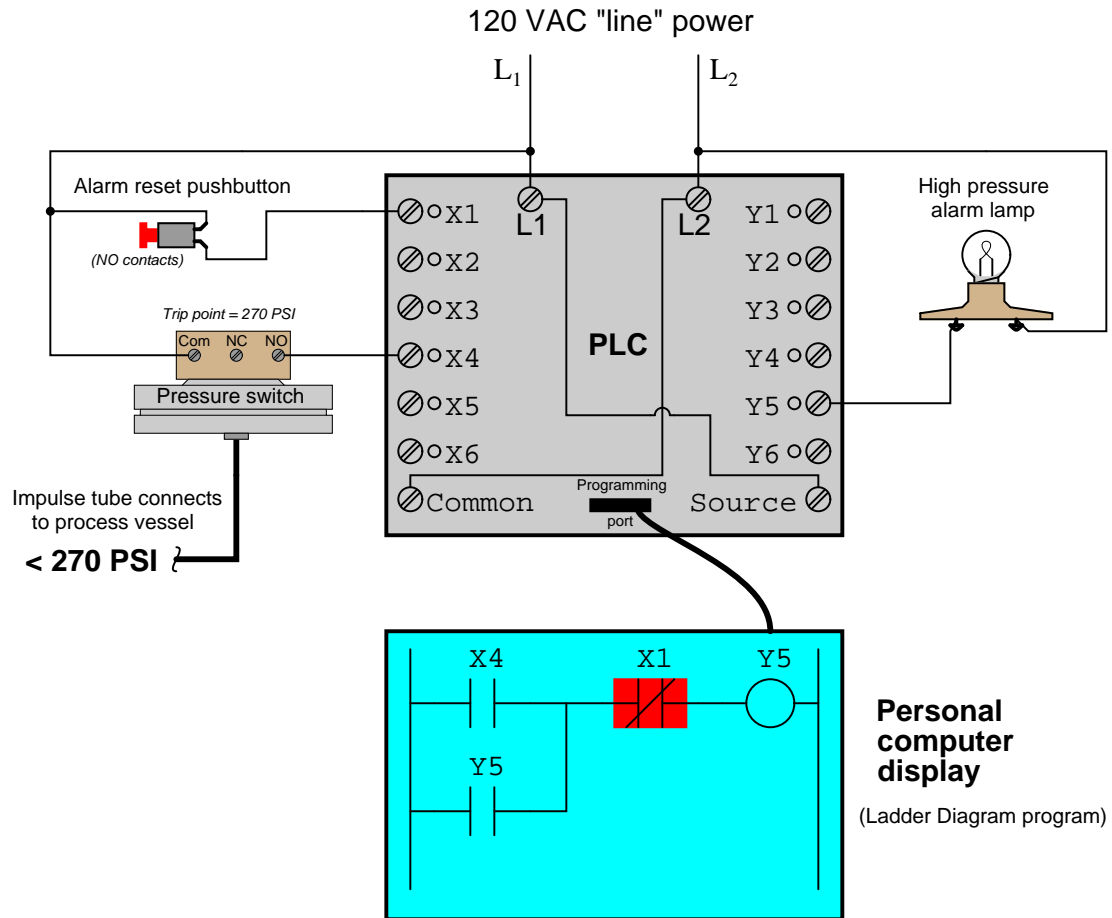 120 VAC "line" power
L1
L2
Alarm reset pushbutton
(NO contacts)
High pressure
alarm lamp
X1
L1
L2
Y1
X2
Y2
Trip point = 270 PSI
X3
Y3
Com NC NO
X4
PLC
Y4
Pressure switch
X5
Y5
X6
Y6
Impulse tube connects
to process vessel
< 270 PSI
Common
Programming
port
Source
X4
X1
Y5
Y5
Personal
computer
display
(Ladder Diagram program)